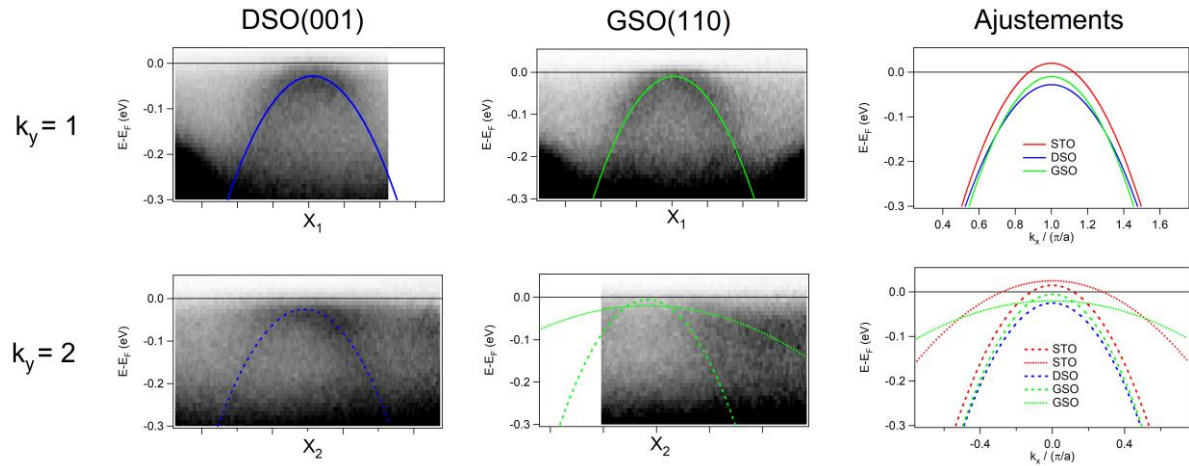 DSO(001) GSO(110) Ajustements
k_y = 1
E-E_F (eV)
0.0
-0.1
-0.2
-0.3
X_1
E-E_F (eV)
0.0
-0.1
-0.2
-0.3
X_1
E-E_F (eV)
0.0
-0.1
-0.2
-0.3
STO
DSO
GSO
0.4 0.6 0.8 1.0 1.2 1.4 1.6
k_x / (π/a)
k_y = 2
E-E_F (eV)
0.0
-0.1
-0.2
-0.3
X_2
E-E_F (eV)
0.0
-0.1
-0.2
-0.3
X_2
E-E_F (eV)
0.0
-0.1
-0.2
-0.3
STO
STO
DSO
GSO
GSO
-0.4 0.0 0.4
k_x / (π/a)